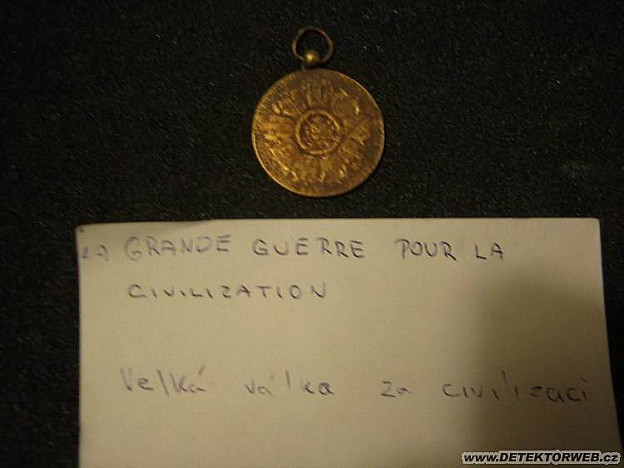 LA GRANDE GUERRE POUR LA
CIVILIZATION
Velká válka za civilizaci
www.DETEKTORWEB.cz